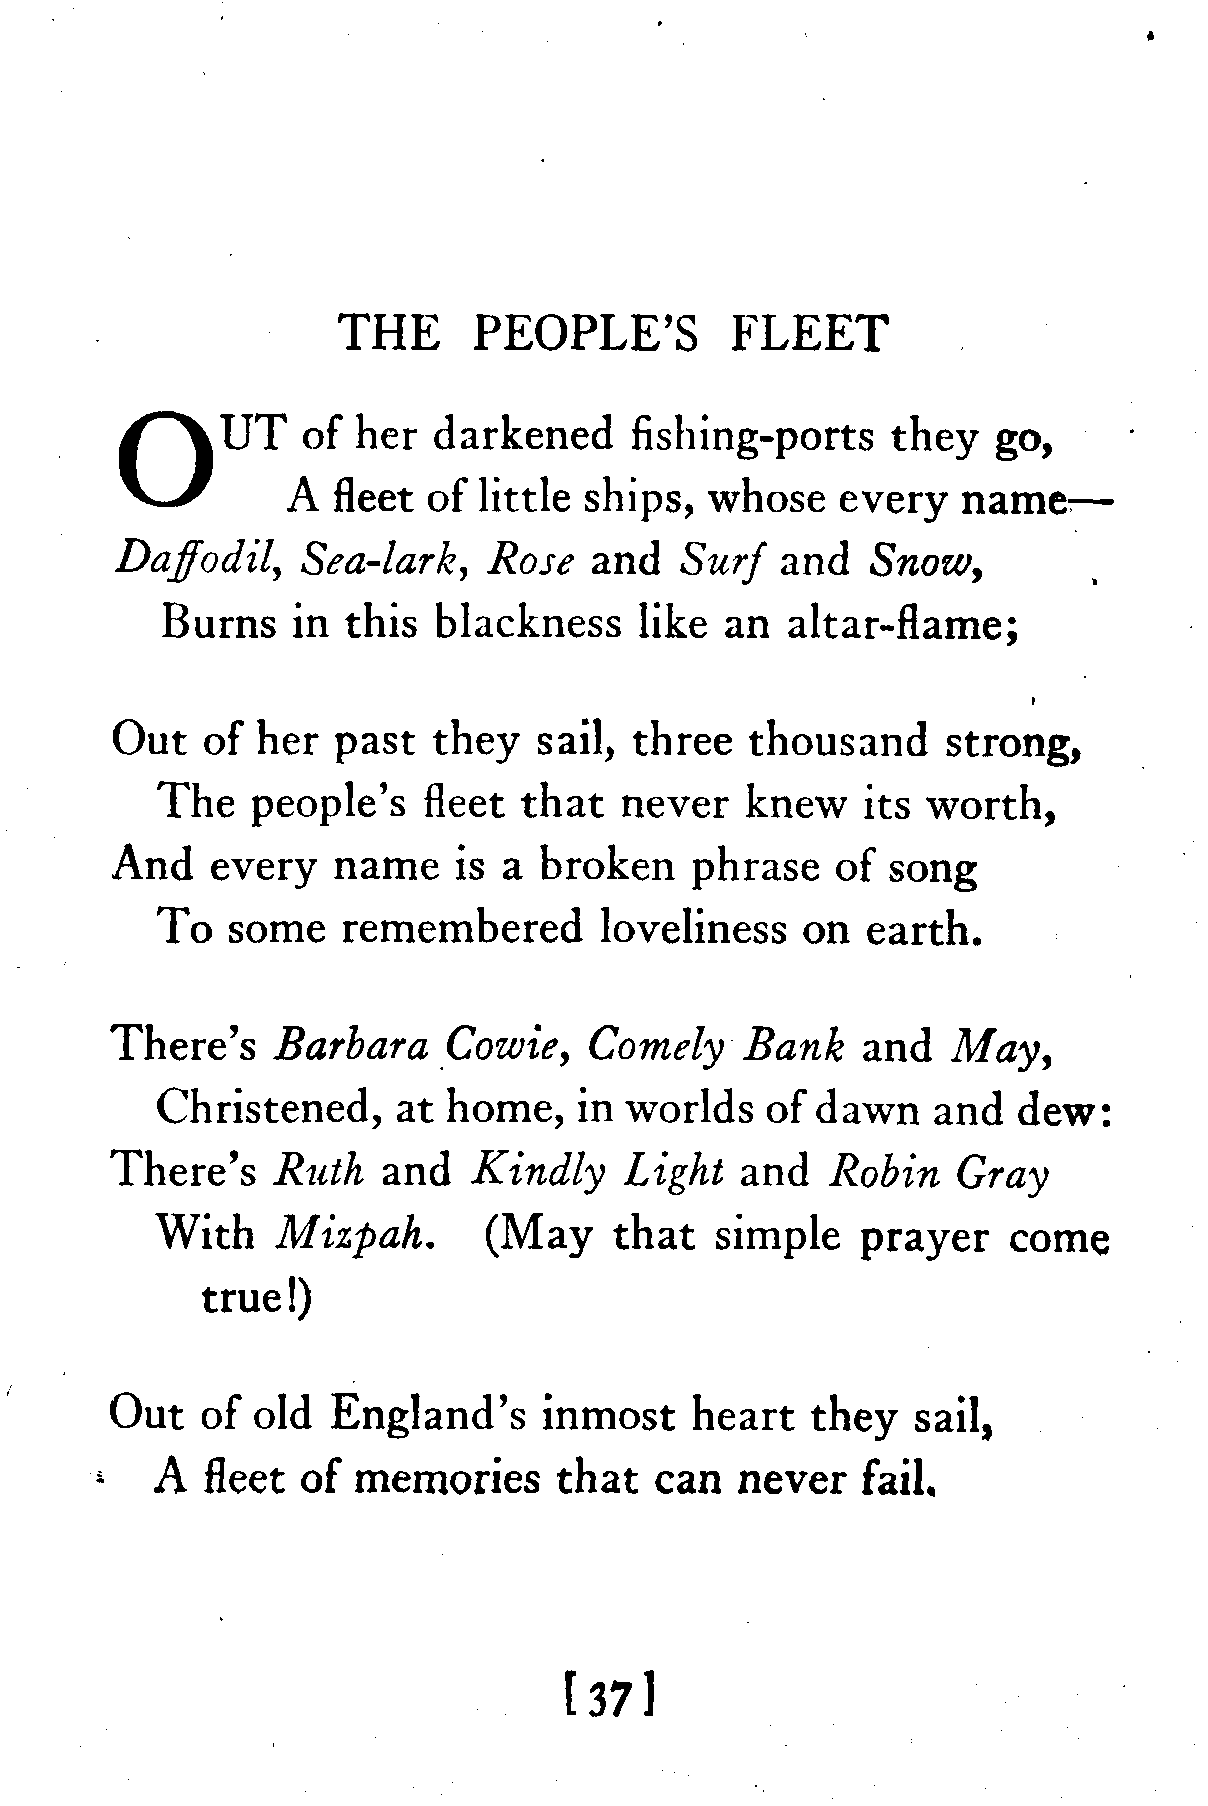 THE PEOPLE'S FLEET
OUT of her darkened fishing-ports they go,
A fleet of little ships, whose every name—
Daffodil, Sea-lark, Rose and Surf and Snow,
Burns in this blackness like an altar-flame;
Out of her past they sail, three thousand strong,
The people's fleet that never knew its worth,
And every name is a broken phrase of song
To some remembered loveliness on earth.
There's Barbara Cowie, Comely Bank and May,
Christened, at home, in worlds of dawn and dew:
There's Ruth and Kindly Light and Robin Gray
With Mizpah. (May that simple prayer come
true!)
Out of old England's inmost heart they sail,
A fleet of memories that can never fail.
[37]